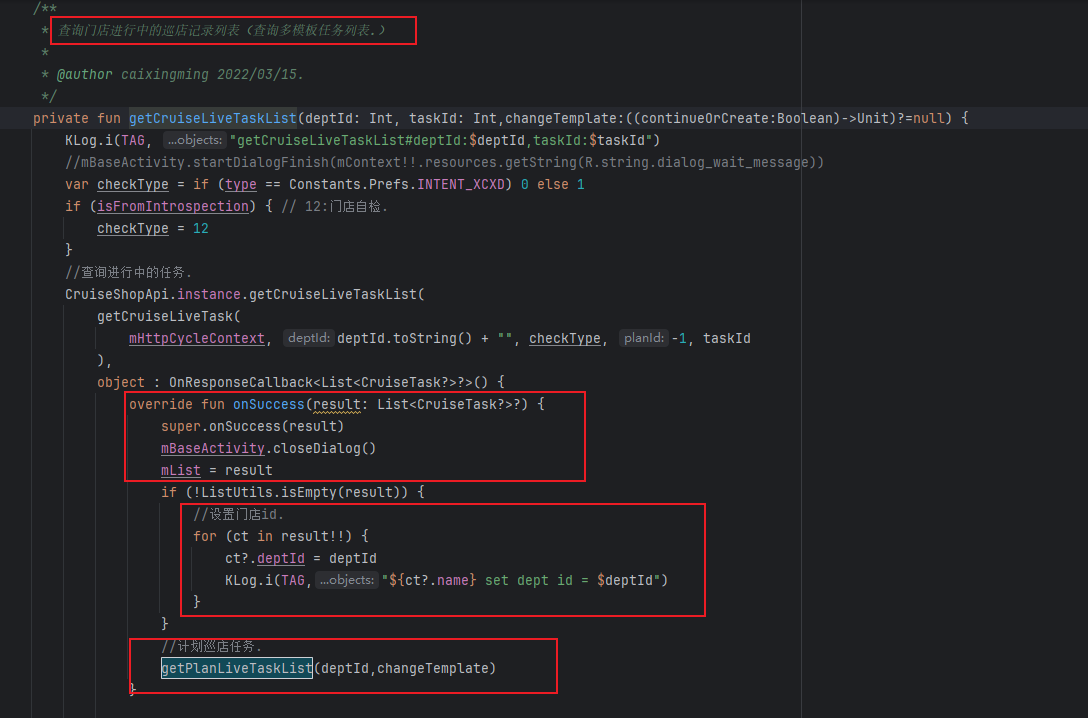 /**
* 查询门店进行中的巡店记录列表（查询多模板任务列表.）
*
* @author caixingming 2022/03/15.
*/
private fun getCruiseLiveTaskList(deptId: Int, taskId: Int,changeTemplate:((continueOrCreate:Boolean)->Unit)?=null) {
KLog.i(TAG, ...objects: "getCruiseLiveTaskList#deptId:$deptId,taskId:$taskId")
//mBaseActivity.startDialogFinish(mContext!!.resources.getString(R.string.dialog_wait_message))
var checkType = if (type == Constants.Prefs.INTENT_XCXD) 0 else 1
if (isFromIntrospection) { // 12:门店自检.
checkType = 12
}
//查询进行中的任务.
CruiseShopApi.instance.getCruiseLiveTaskList(
getCruiseLiveTask(
mHttpCycleContext, deptId: deptId.toString() + "", checkType, planId: -1, taskId
),
object : OnResponseCallback<List<CruiseTask?>?>() {
override fun onSuccess(result: List<CruiseTask?>?) {
super.onSuccess(result)
mBaseActivity.closeDialog()
mList = result
if (!ListUtils.isEmpty(result)) {
//设置门店id.
for (ct in result!!) {
ct?.deptId = deptId
KLog.i(TAG, ...objects: "${ct?.name} set dept id = $deptId")
}
}
//计划巡店任务.
getPlanLiveTaskList(deptId,changeTemplate)
}